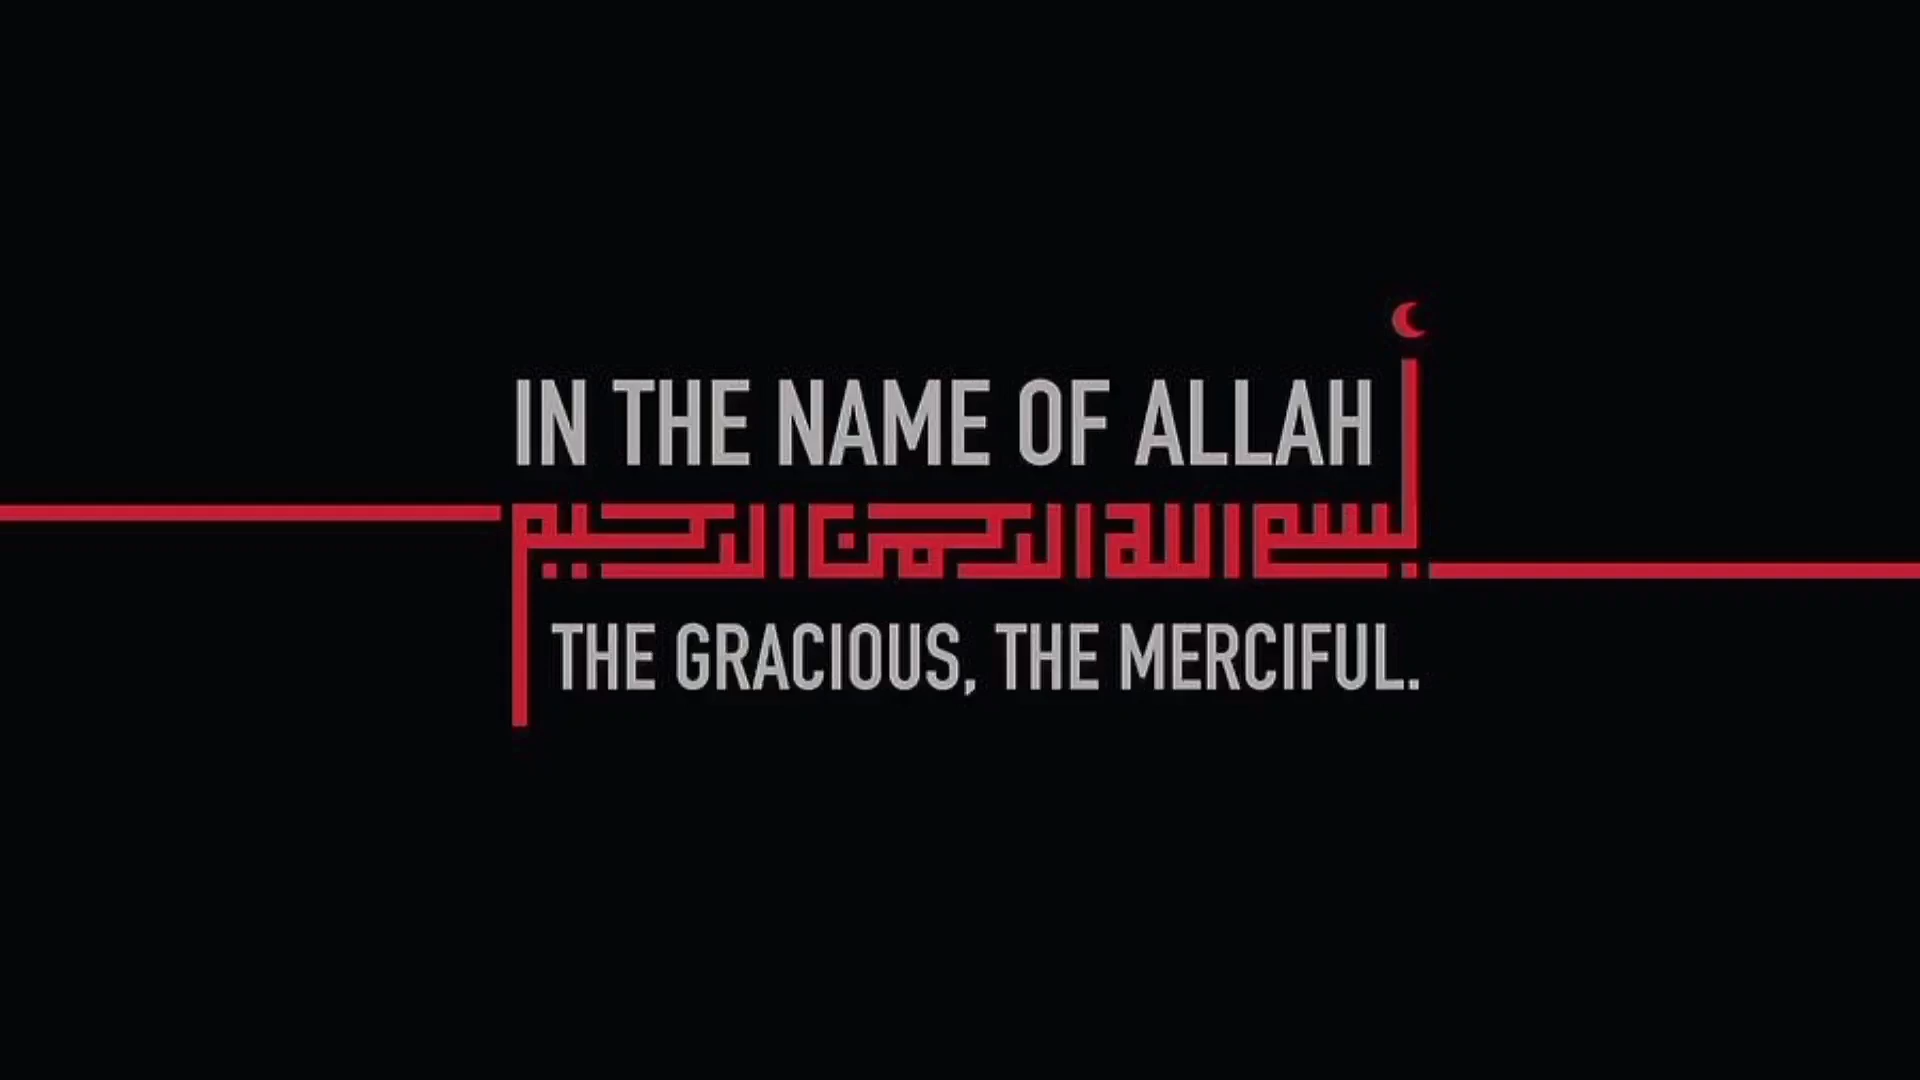 IN THE NAME OF ALLAH
بسم الله الرحمن الرحيم
THE GRACIOUS, THE MERCIFUL.